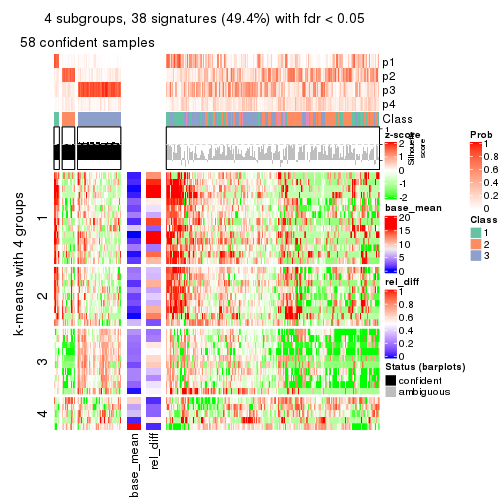 4 subgroups, 38 signatures (49.4%) with fdr < 0.05
58 confident samples
p1
p2
p3
p4
Class
1
Silhouette
score
k-means with 4 groups
1
2
3
4
base_mean
rel_diff
z-score
2
1
0
-1
-2
base_mean
20
15
10
5
0
rel_diff
1
0.8
0.6
0.4
0.2
0
Status (barplots)
confident
ambiguous
Prob
1
0.8
0.6
0.4
0.2
0
Class
1
2
3